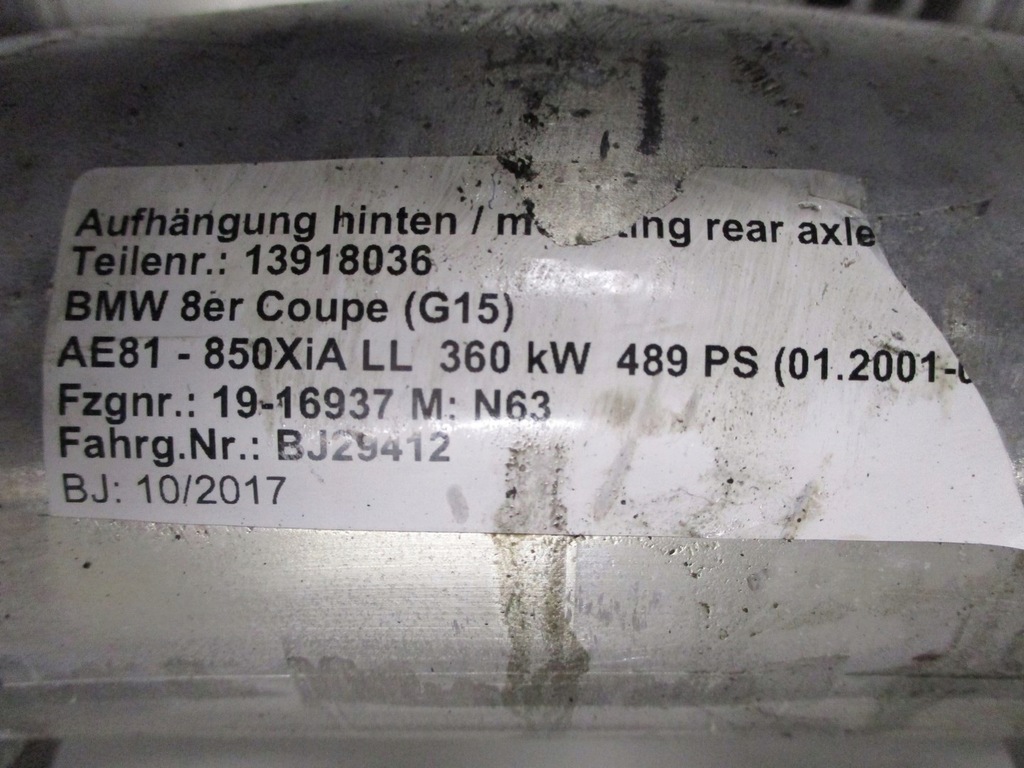 Aufhängung hinten / rear axle
Teilenr.: 13918036
BMW 8er Coupe (G15)
AE81 - 850XiA LL 360 kW 489 PS (01.2001-
Fzgnr.: 19-16937 M: N63
Fahrg.Nr.: BJ29412
BJ: 10/2017